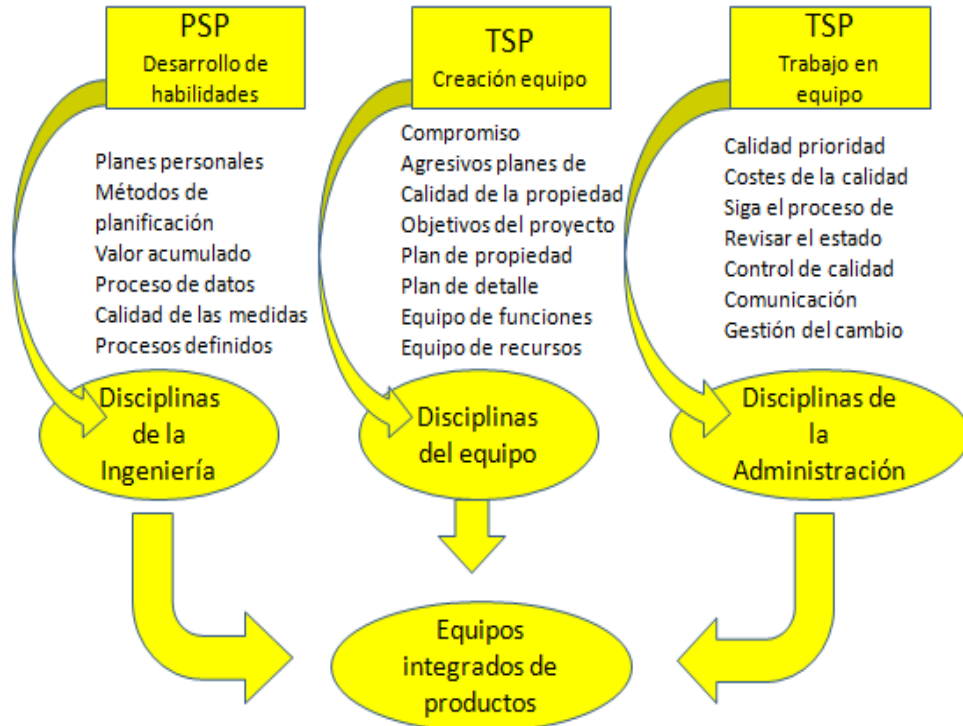 PSP
Desarrollo de
habilidades
Planes personales
Métodos de
planificación
Valor acumulado
Proceso de datos
Calidad de las medidas
Procesos definidos
Disciplinas
de la
Ingeniería
TSP
Creación equipo
Compromiso
Agresivos planes de
Calidad de la propiedad
Objetivos del proyecto
Plan de propiedad
Plan de detalle
Equipo de funciones
Equipo de recursos
Disciplinas
del equipo
TSP
Trabajo en
equipo
Calidad prioridad
Costes de la calidad
Siga el proceso de
Revisar el estado
Control de calidad
Comunicación
Gestión del cambio
Disciplinas de
la
Administración
Equipos
integrados de
productos